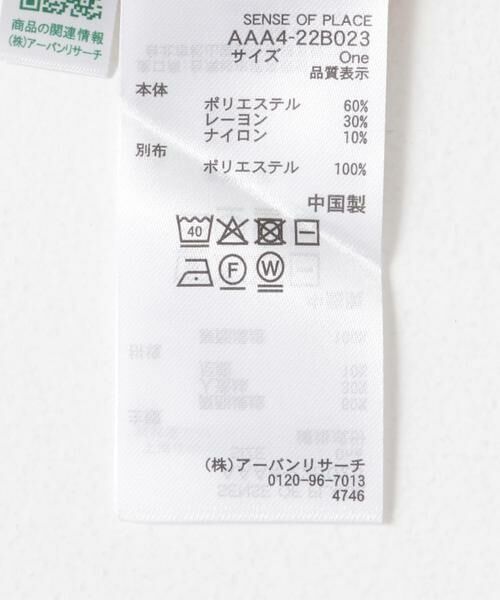 商品の関連情報
(株)アーバンリサーチ
SENSE OF PLACE
AAA4-22B023
サイズ One
品質表示
本体
ポリエステル 60%
レーヨン 30%
ナイロン 10%
別布
ポリエステル 100%
中国製
40
F W
(株)アーバンリサーチ
0120-96-7013
4746